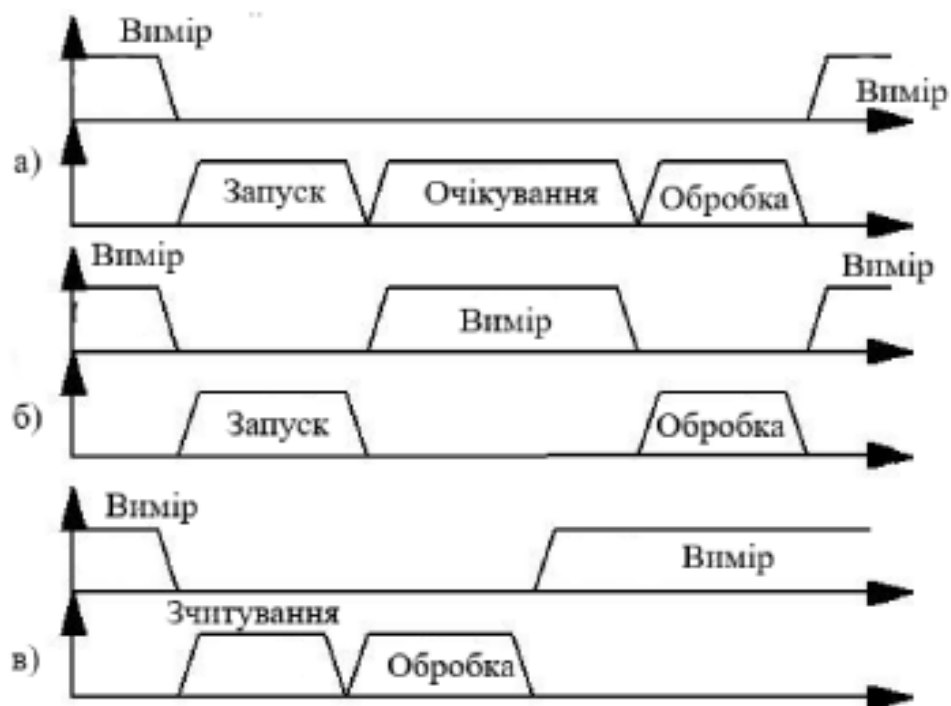 Вимір
Вимір
а)
Запуск Очікування Обробка
Вимір Вимір
Вимір
б)
Запуск Обробка
Вимір
Вимір
Зчитування
в)
Обробка